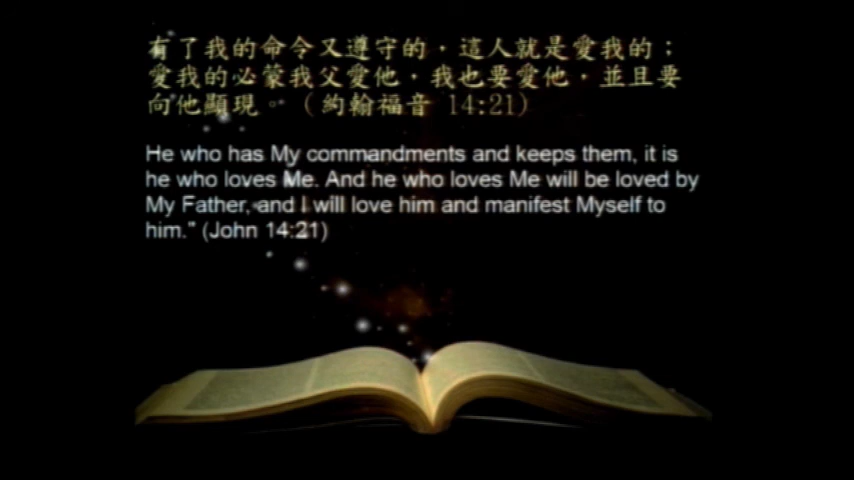 有了我的命令又遵守的，這人就是愛我的；
愛我的必蒙我父愛他，我也要愛他，並且要
向他顯現。（約翰福音 14:21）
He who has My commandments and keeps them, it is
he who loves Me. And he who loves Me will be loved by
My Father, and I will love him and manifest Myself to
him." (John 14:21)